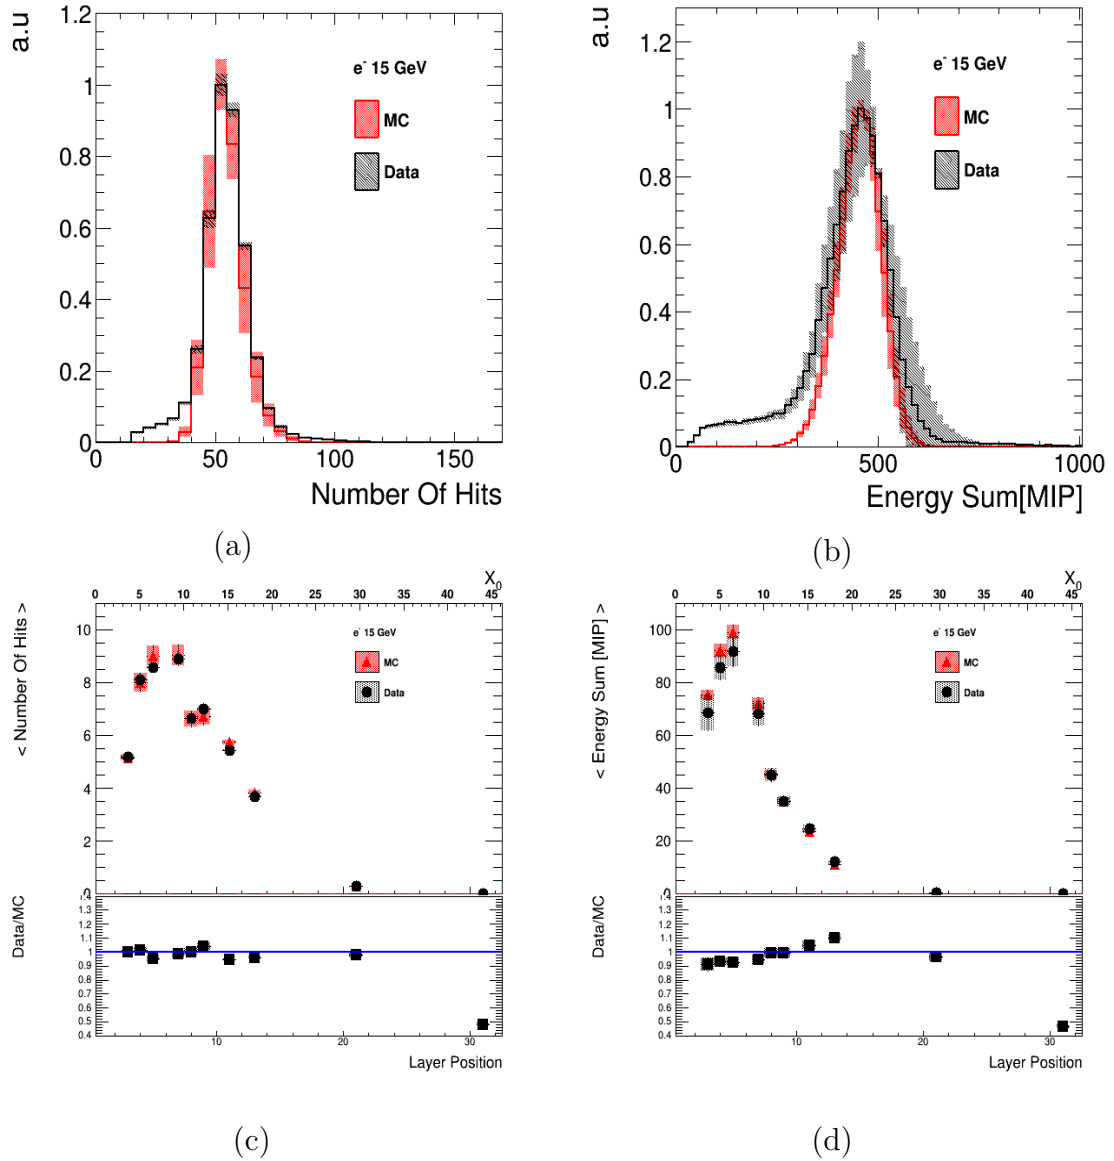 a.u
1.2
1
0.8
0.6
0.4
0.2
0
e- 15 GeV
MC
Data
0 50 100 150
Number Of Hits
(a)
a.u
1.2
1
0.8
0.6
0.4
0.2
0
e- 15 GeV
MC
Data
0 500 1000
Energy Sum[MIP]
(b)
X0
0 5 10 15 20 25 30 35 40 45
< Number Of Hits >
10
8
6
4
2
0
e- 15 GeV
MC
Data
Data/MC
1.4
1.3
1.2
1.1
1
0.9
0.8
0.7
0.6
0.5
0.4
10 20 30
Layer Position
(c)
X0
0 5 10 15 20 25 30 35 40 45
< Energy Sum [MIP] >
100
80
60
40
20
0
e- 15 GeV
MC
Data
Data/MC
1.4
1.3
1.2
1.1
1
0.9
0.8
0.7
0.6
0.5
0.4
10 20 30
Layer Position
(d)